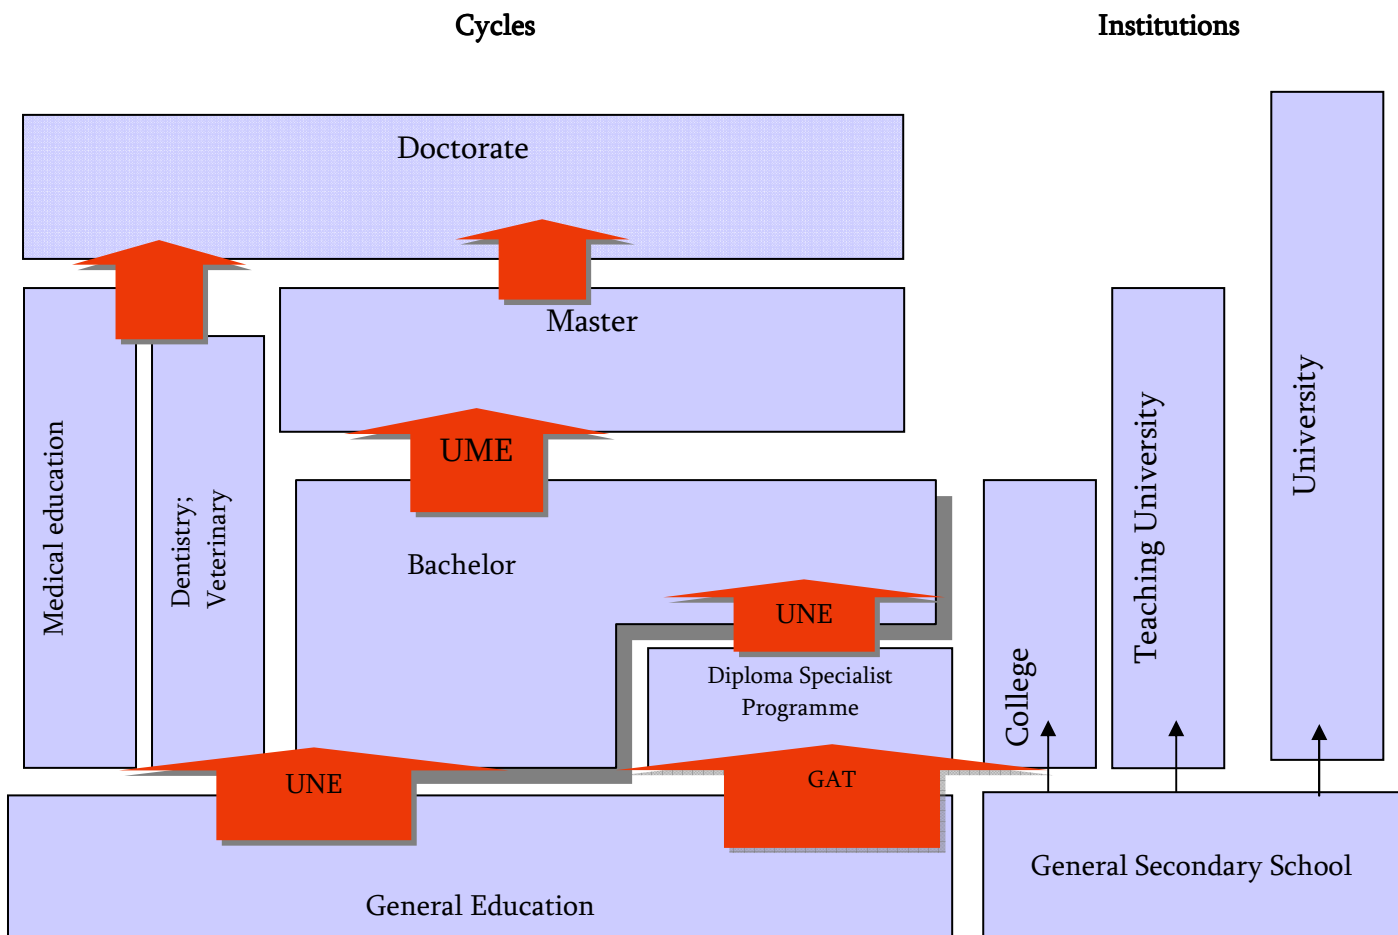 Cycles
Institutions
Doctorate
Master
UME
Medical education
Dentistry;
Veterinary
Bachelor
UNE
Diploma Specialist
Programme
UNE
GAT
General Education
College
Teaching University
University
General Secondary School